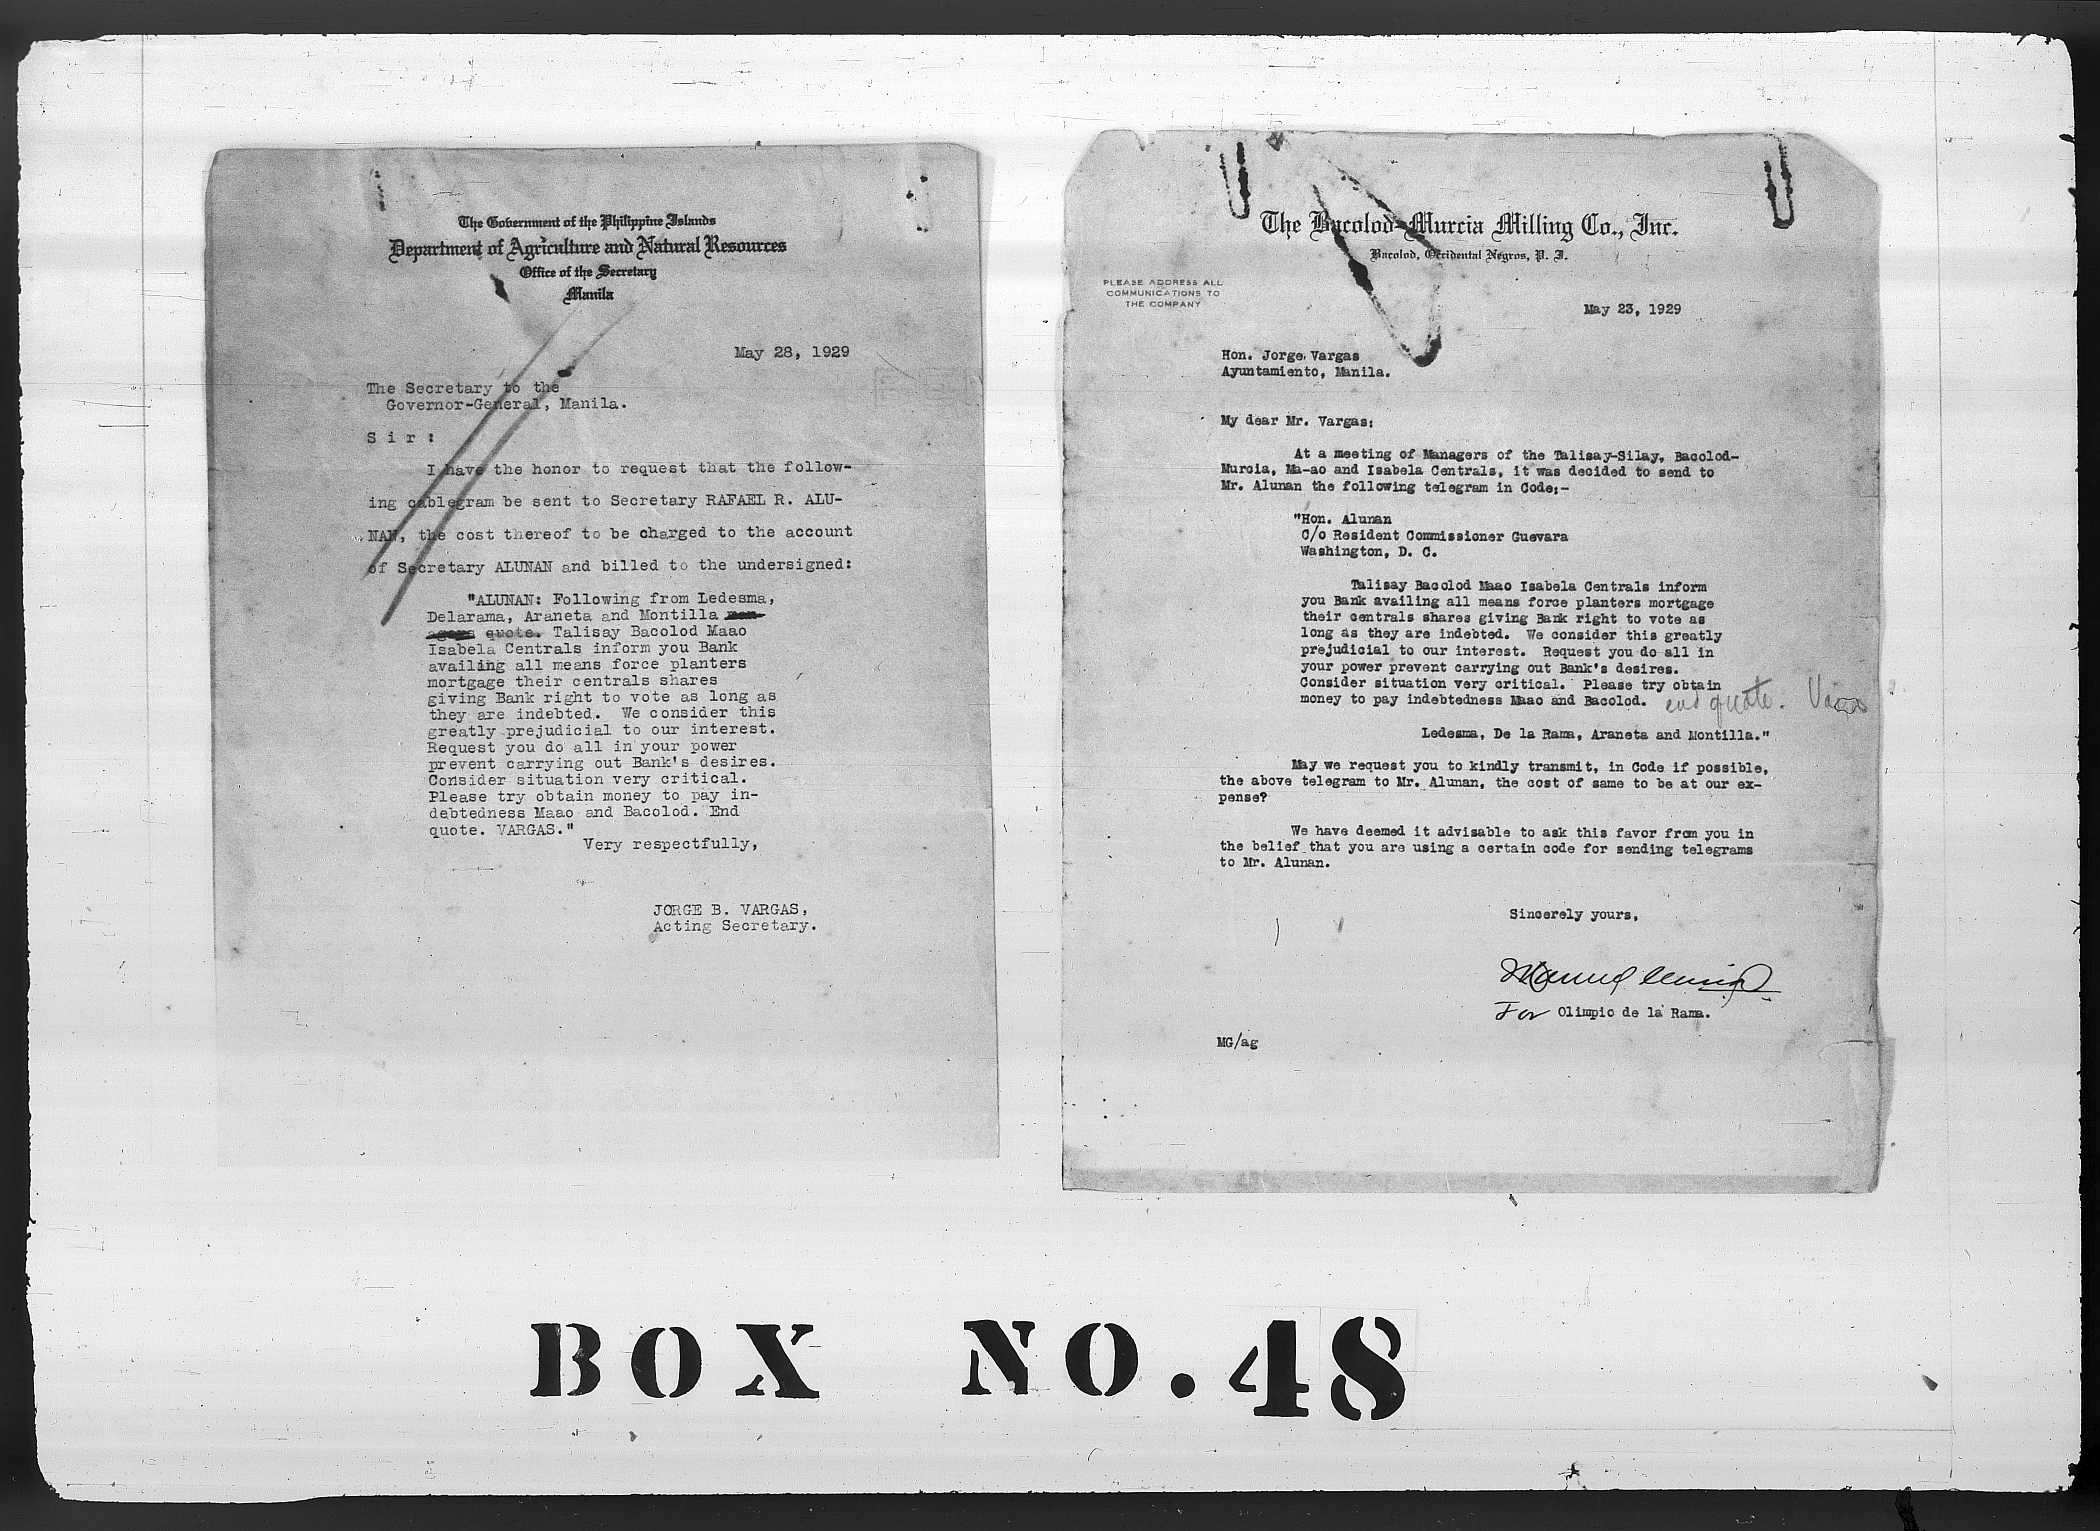 The Government of the Philippine Islands
Department of Agriculture and Natural Resources
Office of the Secretary
Manila
May 28, 1929
The Secretary to the
Governor-General, Manila.
S i r :
I have the honor to request that the follow-
ing cablegram be sent to Secretary RAFAEL R. ALU-
NAN, the cost thereof to be charged to the account
of Secretary ALUNAN and billed to the undersigned:
"ALUNAN: Following from Ledesma,
Delarama, Araneta and Montilla man-
agers quote. Talisay Bacolod Maao
Isabela Centrals inform you Bank
availing all means force planters
mortgage their centrals shares
giving Bank right to vote as long as
they are indebted. We consider this
greatly prejudicial to our interest.
Request you do all in your power
prevent carrying out Bank's desires.
Consider situation very critical.
Please try obtain money to pay in-
debtedness Maao and Bacolod. End
quote. VARGAS."
Very respectfully,
JORGE B. VARGAS,
Acting Secretary.
The Bacolod-Murcia Milling Co., Inc.
Bacolod, Occidental Negros, P. I.
PLEASE ADDRESS ALL
COMMUNICATIONS TO
THE COMPANY
May 23, 1929
Hon. Jorge Vargas
Ayuntamiento, Manila.
My dear Mr. Vargas:
At a meeting of Managers of the Talisay-Silay, Bacolod-
Murcia, Ma-ao and Isabela Centrals, it was decided to send to
Mr. Alunan the following telegram in Code:-
"Hon. Alunan
C/o Resident Commissioner Guevara
Washington, D. C.
Talisay Bacolod Maao Isabela Centrals inform
you Bank availing all means force planters mortgage
their centrals shares giving Bank right to vote as
long as they are indebted. We consider this greatly
prejudicial to our interest. Request you do all in
your power prevent carrying out Bank's desires.
Consider situation very critical. Please try obtain
money to pay indebtedness Maao and Bacolod. end quote. Vargas
Ledesma, De la Rama, Araneta and Montilla."
May we request you to kindly transmit, in Code if possible,
the above telegram to Mr. Alunan, the cost of same to be at our ex-
pense?
We have deemed it advisable to ask this favor from you in
the belief that you are using a certain code for sending telegrams
to Mr. Alunan.
Sincerely yours,
For Olimpio de la Rama.
MG/ag
BOX NO. 48